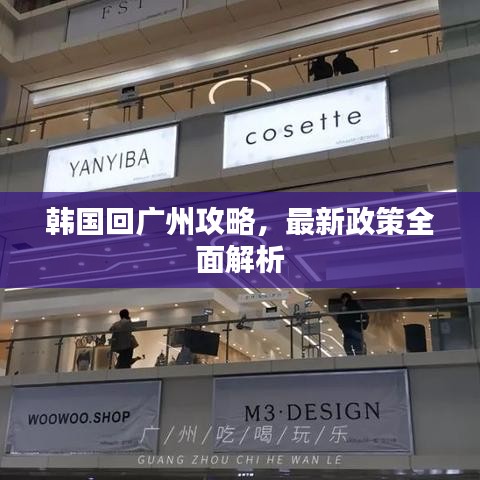 FST
YANYIBA
cosette
韩国回广州攻略，最新政策全
面解析
WOOWOO.SHOP
M3·DESIGN
广/州/吃/喝/玩/乐
GUANG ZHOU CHI HE WAN LE